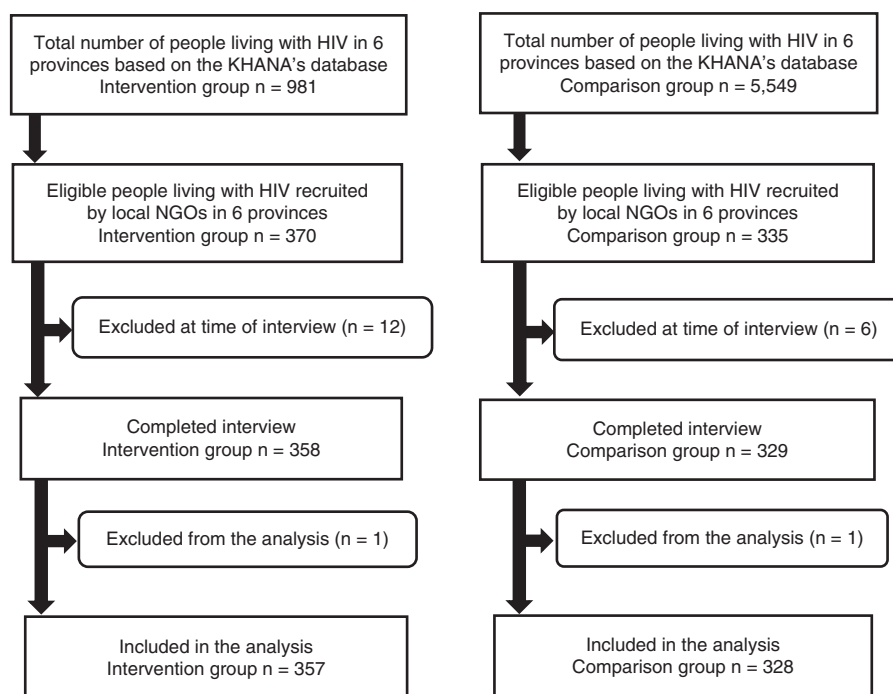 Total number of people living with HIV in 6
provinces based on the KHANA's database
Intervention group n = 981
Eligible people living with HIV recruited
by local NGOs in 6 provinces
Intervention group n = 370
Excluded at time of interview (n = 12)
Completed interview
Intervention group n = 358
Excluded from the analysis (n = 1)
Included in the analysis
Intervention group n = 357
Total number of people living with HIV in 6
provinces based on the KHANA's database
Comparison group n = 5,549
Eligible people living with HIV recruited
by local NGOs in 6 provinces
Comparison group n = 335
Excluded at time of interview (n = 6)
Completed interview
Comparison group n = 329
Excluded from the analysis (n = 1)
Included in the analysis
Comparison group n = 328